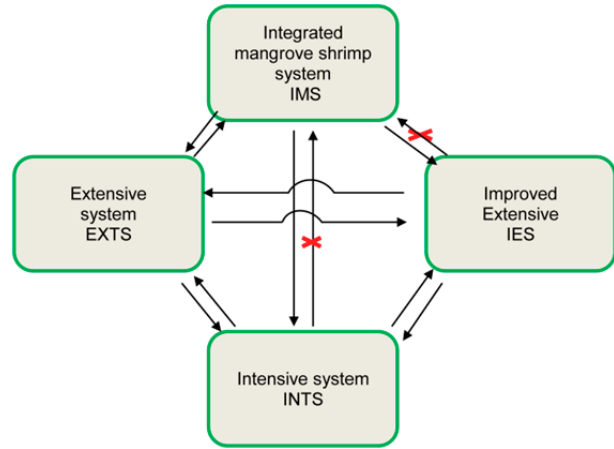 Integrated
mangrove shrimp
system
IMS
Extensive
system
EXTS
Improved
Extensive
IES
Intensive system
INTS